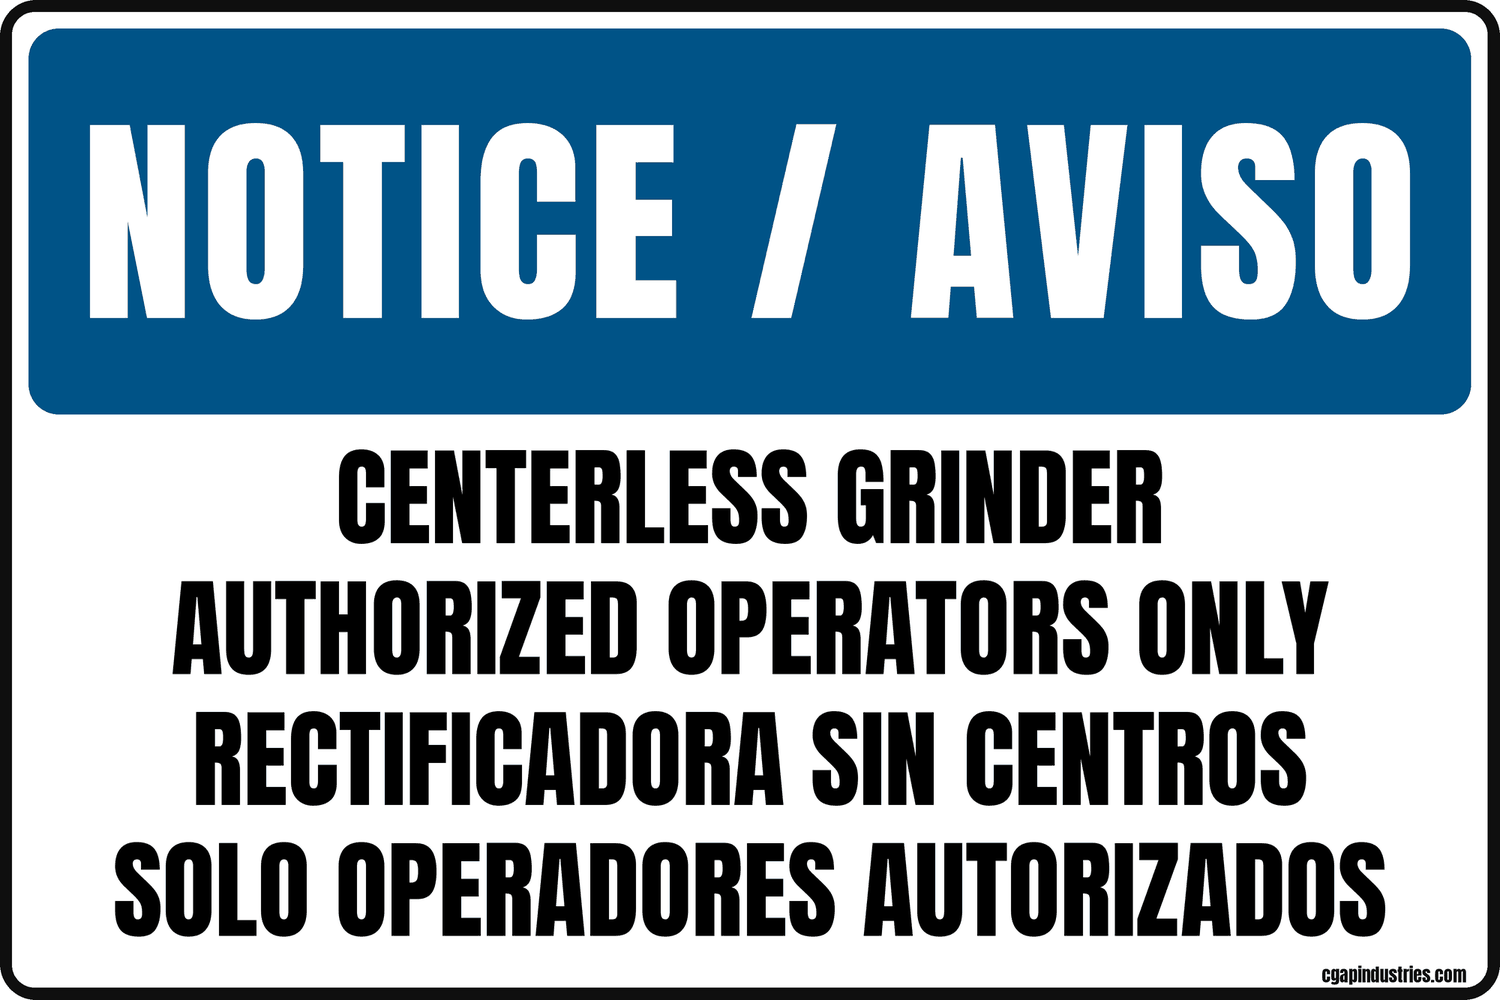 NOTICE / AVISO
CENTERLESS GRINDER
AUTHORIZED OPERATORS ONLY
RECTIFICADORA SIN CENTROS
SOLO OPERADORES AUTORIZADOS
cgapindustries.com